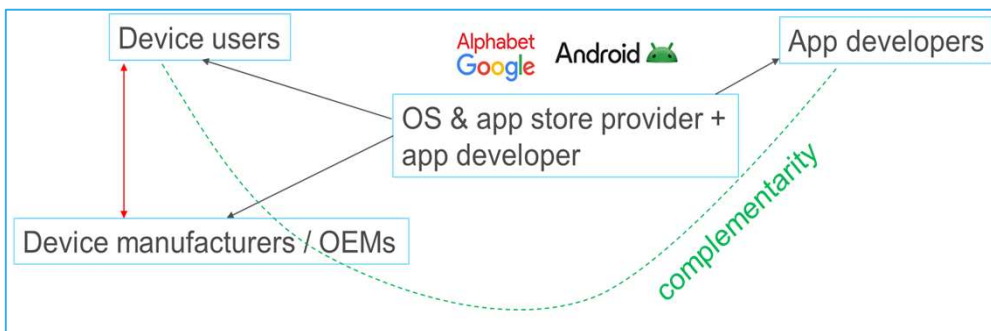 Device users
Alphabet
Google
Android
App developers
OS & app store provider +
app developer
Device manufacturers / OEMs
complementarity